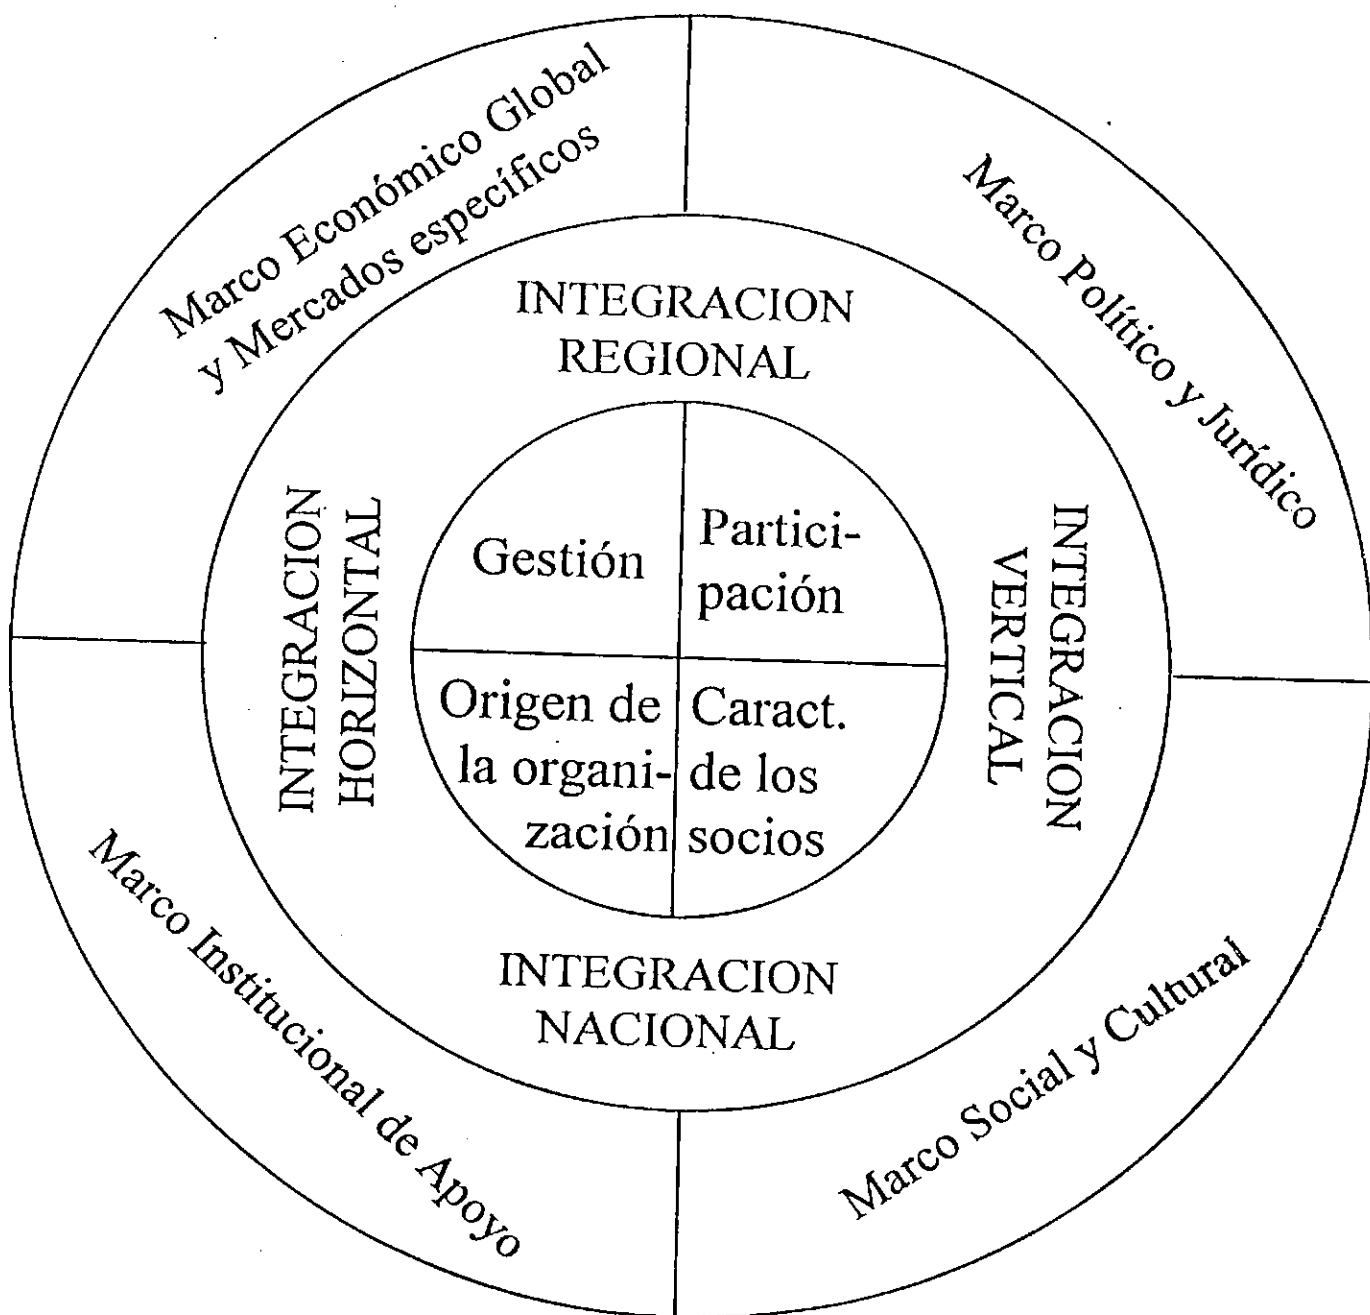 Marco Económico Global
y Mercados específicos
Marco Político y Jurídico
INTEGRACION
REGIONAL
INTEGRACION
HORIZONTAL
Gestión
Partici-
pación
INTEGRACION
VERTICAL
Origen de
la organi-
zación
Caract.
de los
socios
INTEGRACION
NACIONAL
Marco Institucional de Apoyo
Marco Social y Cultural